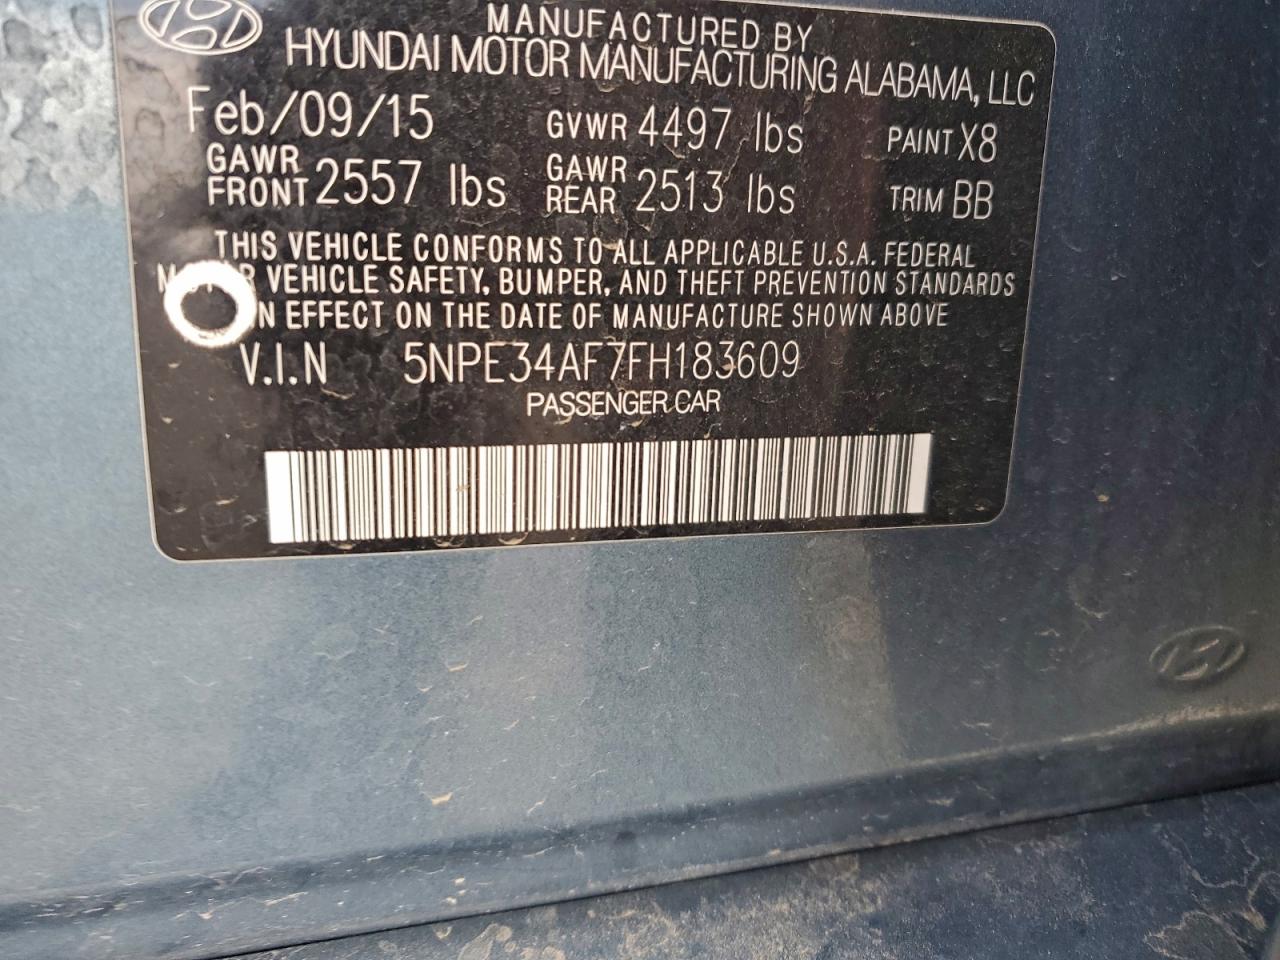 MANUFACTURED BY
HYUNDAI MOTOR MANUFACTURING ALABAMA, LLC
Feb/09/15 GVWR 4497 lbs PAINT X8
GAWR FRONT 2557 lbs GAWR REAR 2513 lbs TRIM BB
THIS VEHICLE CONFORMS TO ALL APPLICABLE U.S.A. FEDERAL
MOTOR VEHICLE SAFETY, BUMPER, AND THEFT PREVENTION STANDARDS
IN EFFECT ON THE DATE OF MANUFACTURE SHOWN ABOVE
V.I.N 5NPE34AF7FH183609
PASSENGER CAR